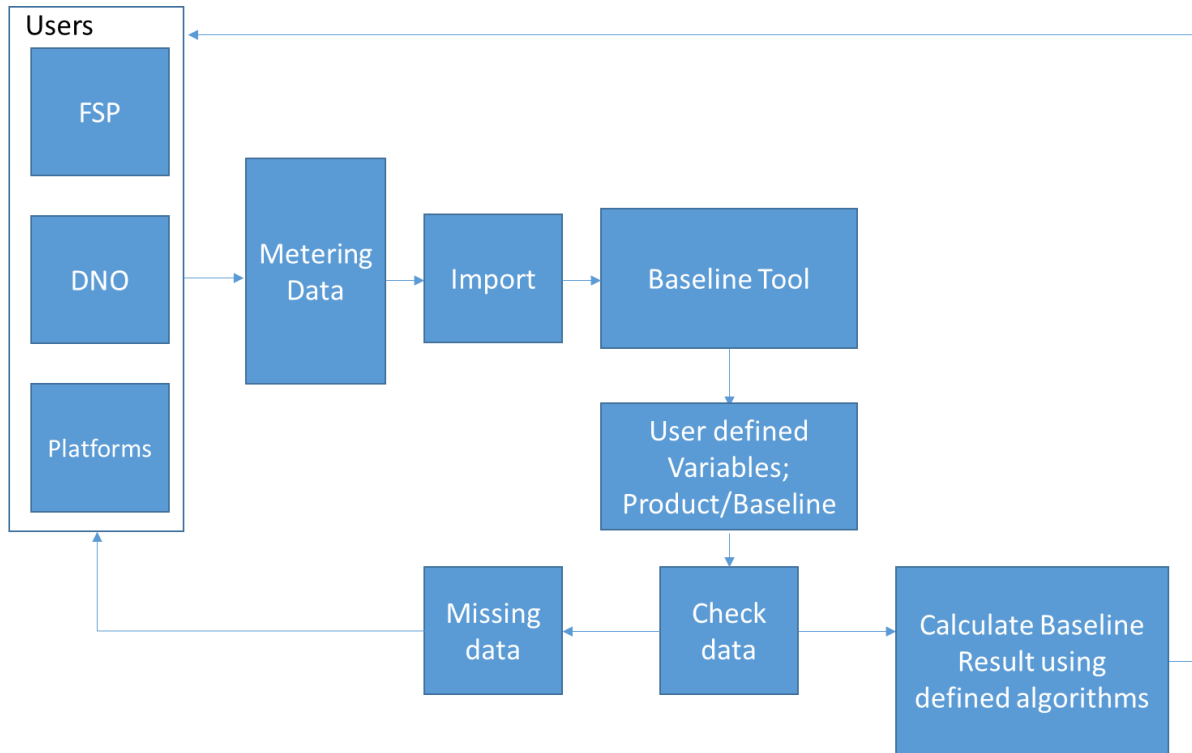 Users
FSP
DNO
Platforms
Metering
Data
Import
Baseline Tool
User defined
Variables;
Product/Baseline
Missing
data
Check
data
Calculate Baseline
Result using
defined algorithms